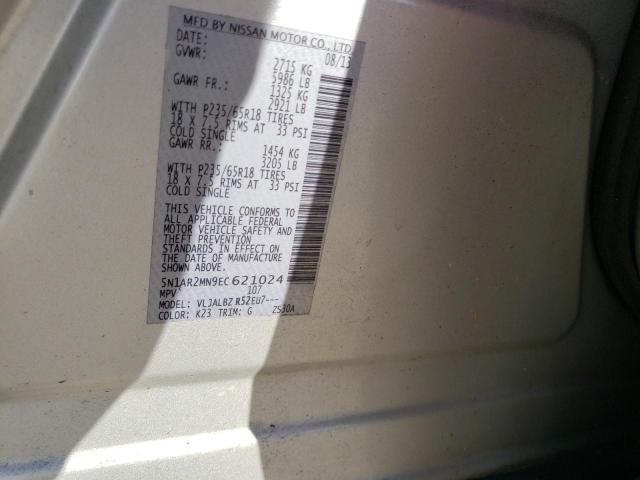 MFD BY NISSAN MOTOR CO., LTD
DATE: 08/13
GVWR: 2715 KG
5986 LB
GAWR FR.: 1325 KG
2921 LB
WITH P235/65R18 TIRES
18 X 7.5 RIMS AT 33 PSI
COLD SINGLE
GAWR RR.: 1454 KG
3205 LB
WITH P235/65R18 TIRES
18 X 7.5 RIMS AT 33 PSI
COLD SINGLE
THIS VEHICLE CONFORMS TO
ALL APPLICABLE FEDERAL
MOTOR VEHICLE SAFETY AND
THEFT PREVENTION
STANDARDS IN EFFECT ON
THE DATE OF MANUFACTURE
SHOWN ABOVE.
5N1AR2MN9EC621024
MPV 107
MODEL: VLJALBZ R52EU7---
COLOR: K23 TRIM: G ZS30A